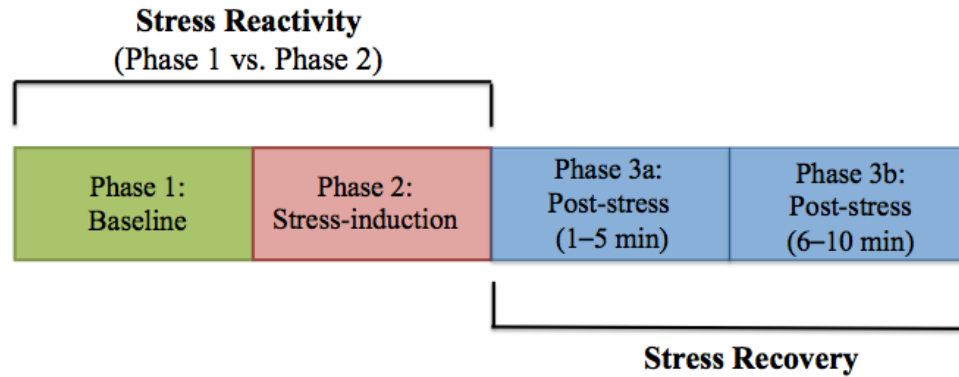 Stress Reactivity
(Phase 1 vs. Phase 2)
Phase 1:
Baseline
Phase 2:
Stress-induction
Phase 3a:
Post-stress
(1–5 min)
Phase 3b:
Post-stress
(6–10 min)
Stress Recovery